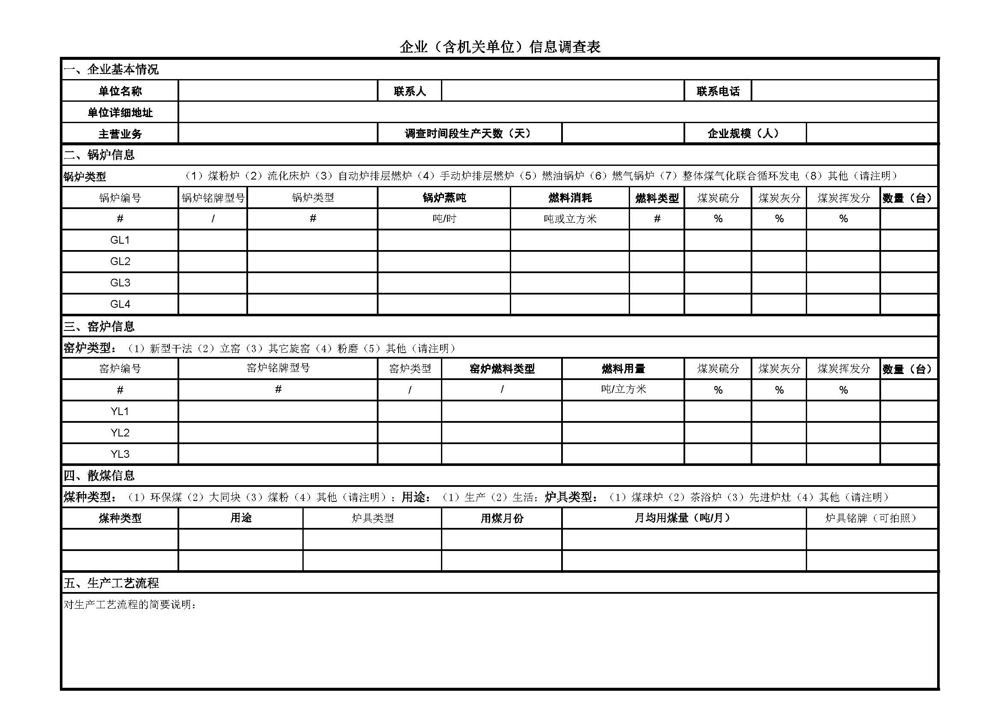 企业（含机关单位）信息调查表
一、企业基本情况
单位名称 联系人 联系电话
单位详细地址
主营业务 调查时间段生产天数（天） 企业规模（人）
二、锅炉信息
锅炉类型 （1）煤粉炉（2）流化床炉（3）自动炉排层燃炉（4）手动炉排层燃炉（5）燃油锅炉（6）燃气锅炉（7）整体煤气化联合循环发电（8）其他（请注明）
锅炉编号 锅炉铭牌型号 锅炉类型 锅炉蒸吨 燃料消耗 燃料类型 煤炭硫分 煤炭灰分 煤炭挥发分 数量（台）
# / # 吨/时 吨或立方米 # % % %
GL1
GL2
GL3
GL4
三、窑炉信息
窑炉类型：（1）新型干法（2）立窑（3）其它旋窑（4）粉磨（5）其他（请注明）
窑炉编号 窑炉铭牌型号 窑炉类型 窑炉燃料类型 燃料用量 煤炭硫分 煤炭灰分 煤炭挥发分 数量（台）
# # / / 吨/立方米 % % %
YL1
YL2
YL3
四、散煤信息
煤种类型：（1）环保煤（2）大同块（3）煤粉（4）其他（请注明）；用途：（1）生产（2）生活；炉具类型：（1）煤球炉（2）茶浴炉（3）先进炉灶（4）其他（请注明）
煤种类型 用途 炉具类型 用煤月份 月均用煤量（吨/月） 炉具铭牌（可拍照）
五、生产工艺流程
对生产工艺流程的简要说明：